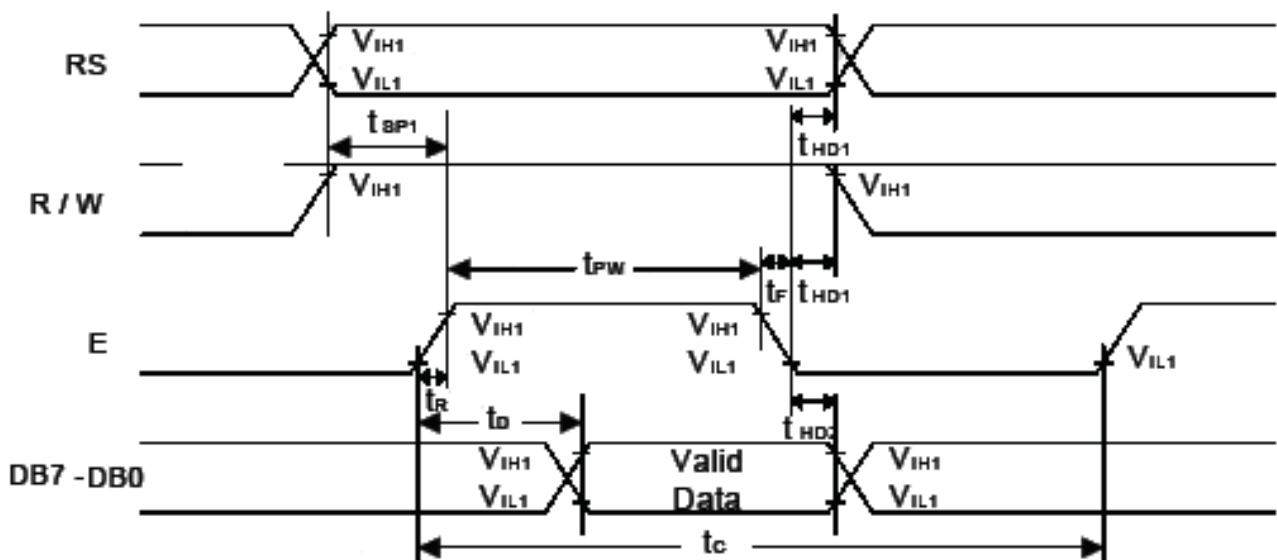 RS
VIH1 VIH1
VIL1 VIL1
tSP1
tHD1
R / W
VIH1 VIH1
tPW
tF tHD1
E
VIH1 VIH1
VIL1 VIL1 VIL1
tR
tD
tHD2
DB7 -DB0
VIH1 Valid VIH1
VIL1 Data VIL1
tC